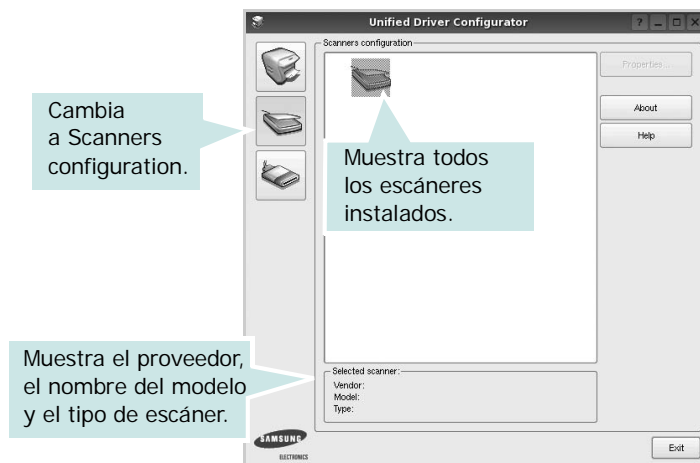 Unified Driver Configurator
Scanners configuration
Properties ...
About
Help
Cambia
a Scanners
configuration.
Muestra todos
los escáneres
instalados.
Muestra el proveedor,
el nombre del modelo
y el tipo de escáner.
Selected scanner:
Vendor:
Model:
Type:
SAMSUNG
ELECTRONICS
Exit